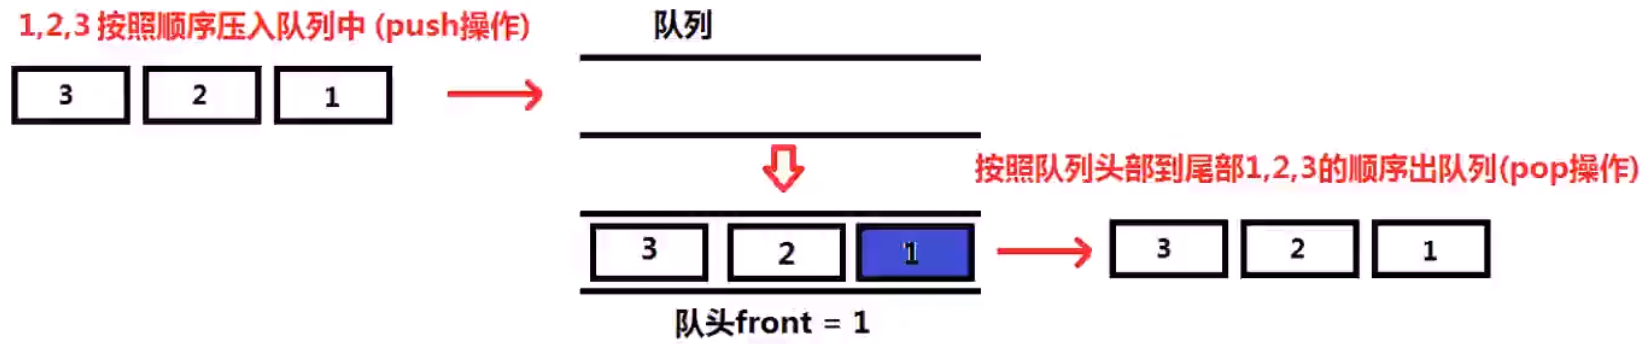 1,2,3 按照顺序压入队列中 (push操作)
队列
3 2 1
按照队列头部到尾部1,2,3的顺序出队列(pop操作)
3 2 1
3 2 1
队头front = 1